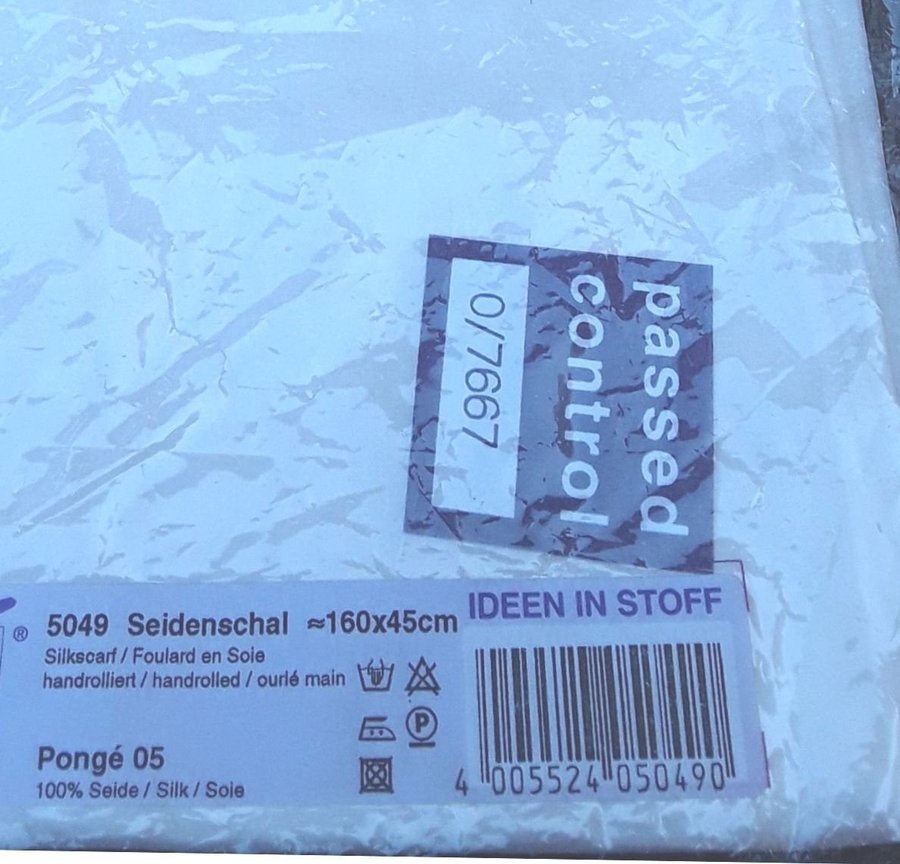 passed
control
0/7667
IDEEN IN STOFF
® 5049 Seidenschal ≈160x45cm
Silkscarf / Foulard en Soie
handrolliert / handrolled / ourlé main
P
Pongé 05
100% Seide / Silk / Soie
4 005524 050490